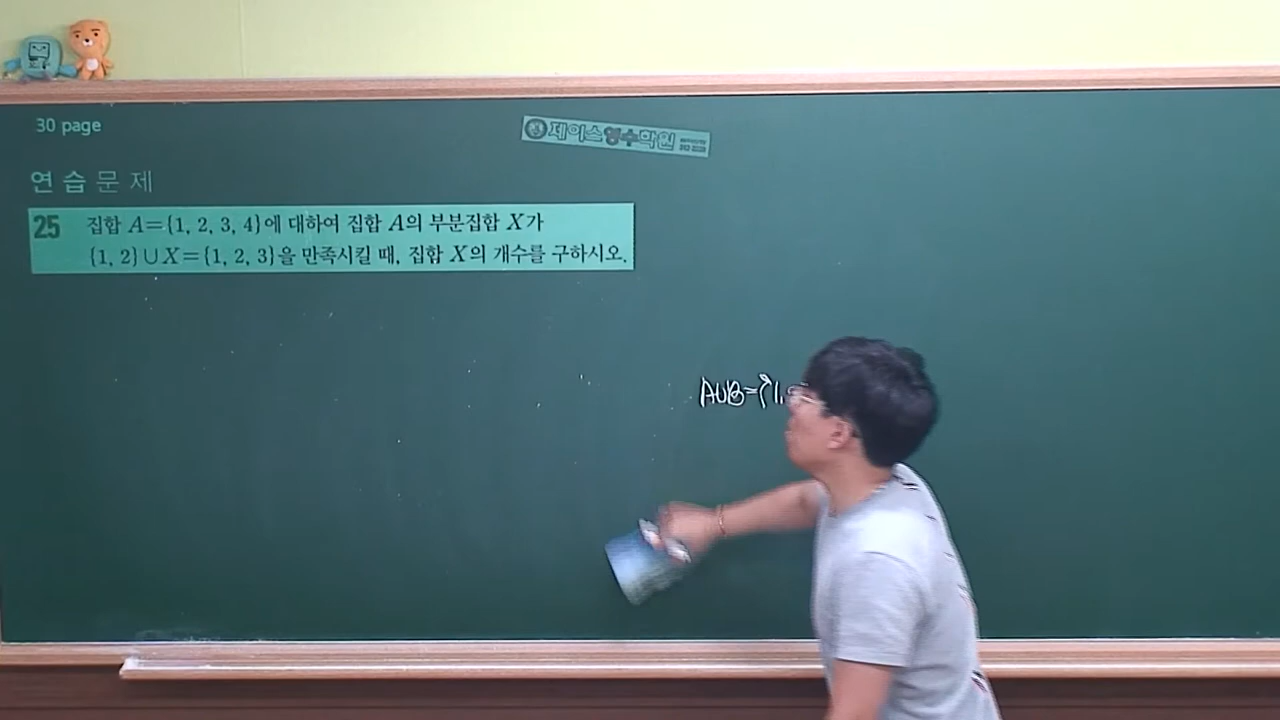 30 page
제이스영수학원
연습문제
25 집합 A={1, 2, 3, 4}에 대하여 집합 A의 부분집합 X가
{1, 2}∪X={1, 2, 3}을 만족시킬 때, 집합 X의 개수를 구하시오.
A∪B={1,